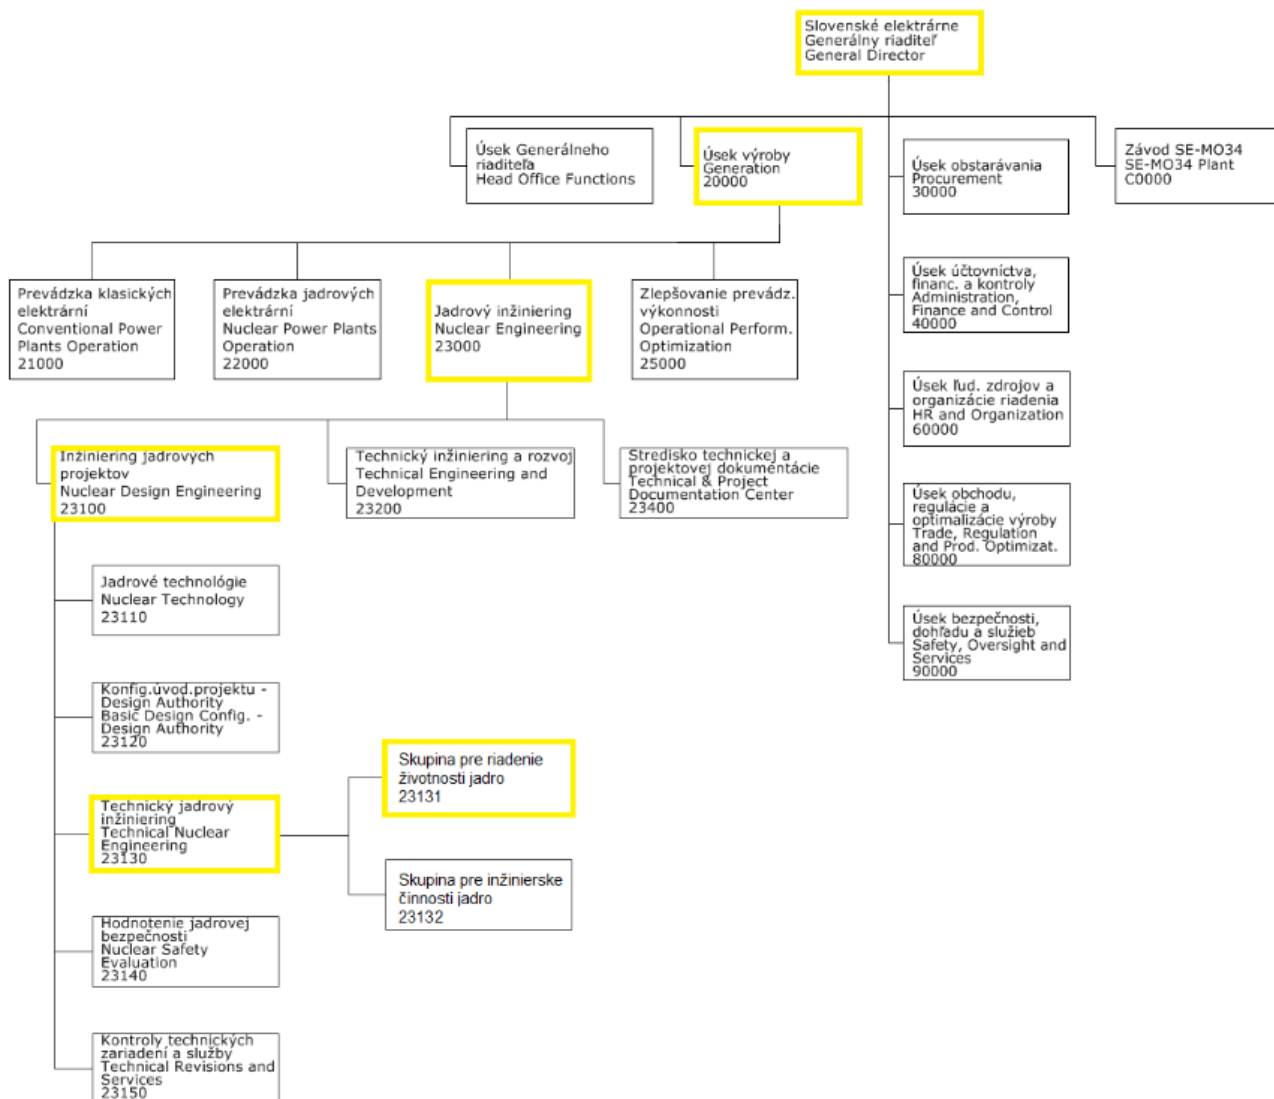 Slovenské elektrárne
Generálny riaditeľ
General Director
Úsek Generálneho
riaditeľa
Head Office Functions
Úsek výroby
Generation
20000
Úsek obstarávania
Procurement
30000
Závod SE-MO34
SE-MO34 Plant
C0000
Úsek účtovníctva,
financ. a kontroly
Administration,
Finance and Control
40000
Úsek ľud. zdrojov a
organizácie riadenia
HR and Organization
60000
Úsek obchodu,
regulácie a
optimalizácie výroby
Trade, Regulation
and Prod. Optimizat.
80000
Úsek bezpečnosti,
dohľadu a služieb
Safety, Oversight and
Services
90000
Prevádzka klasických
elektrární
Conventional Power
Plants Operation
21000
Prevádzka jadrových
elektrární
Nuclear Power Plants
Operation
22000
Jadrový inžiniering
Nuclear Engineering
23000
Zlepšovanie prevádz.
výkonnosti
Operational Perform.
Optimization
25000
Inžiniering jadrovych
projektov
Nuclear Design Engineering
23100
Technický inžiniering a rozvoj
Technical Engineering and
Development
23200
Stredisko technickej a
projektovej dokumentácie
Technical & Project
Documentation Center
23400
Jadrové technológie
Nuclear Technology
23110
Konfig.úvod.projektu -
Design Authority
Basic Design Config. -
Design Authority
23120
Technický jadrový
inžiniering
Technical Nuclear
Engineering
23130
Skupina pre riadenie
životnosti jadro
23131
Skupina pre inžinierske
činnosti jadro
23132
Hodnotenie jadrovej
bezpečnosti
Nuclear Safety
Evaluation
23140
Kontroly technických
zariadení a služby
Technical Revisions and
Services
23150